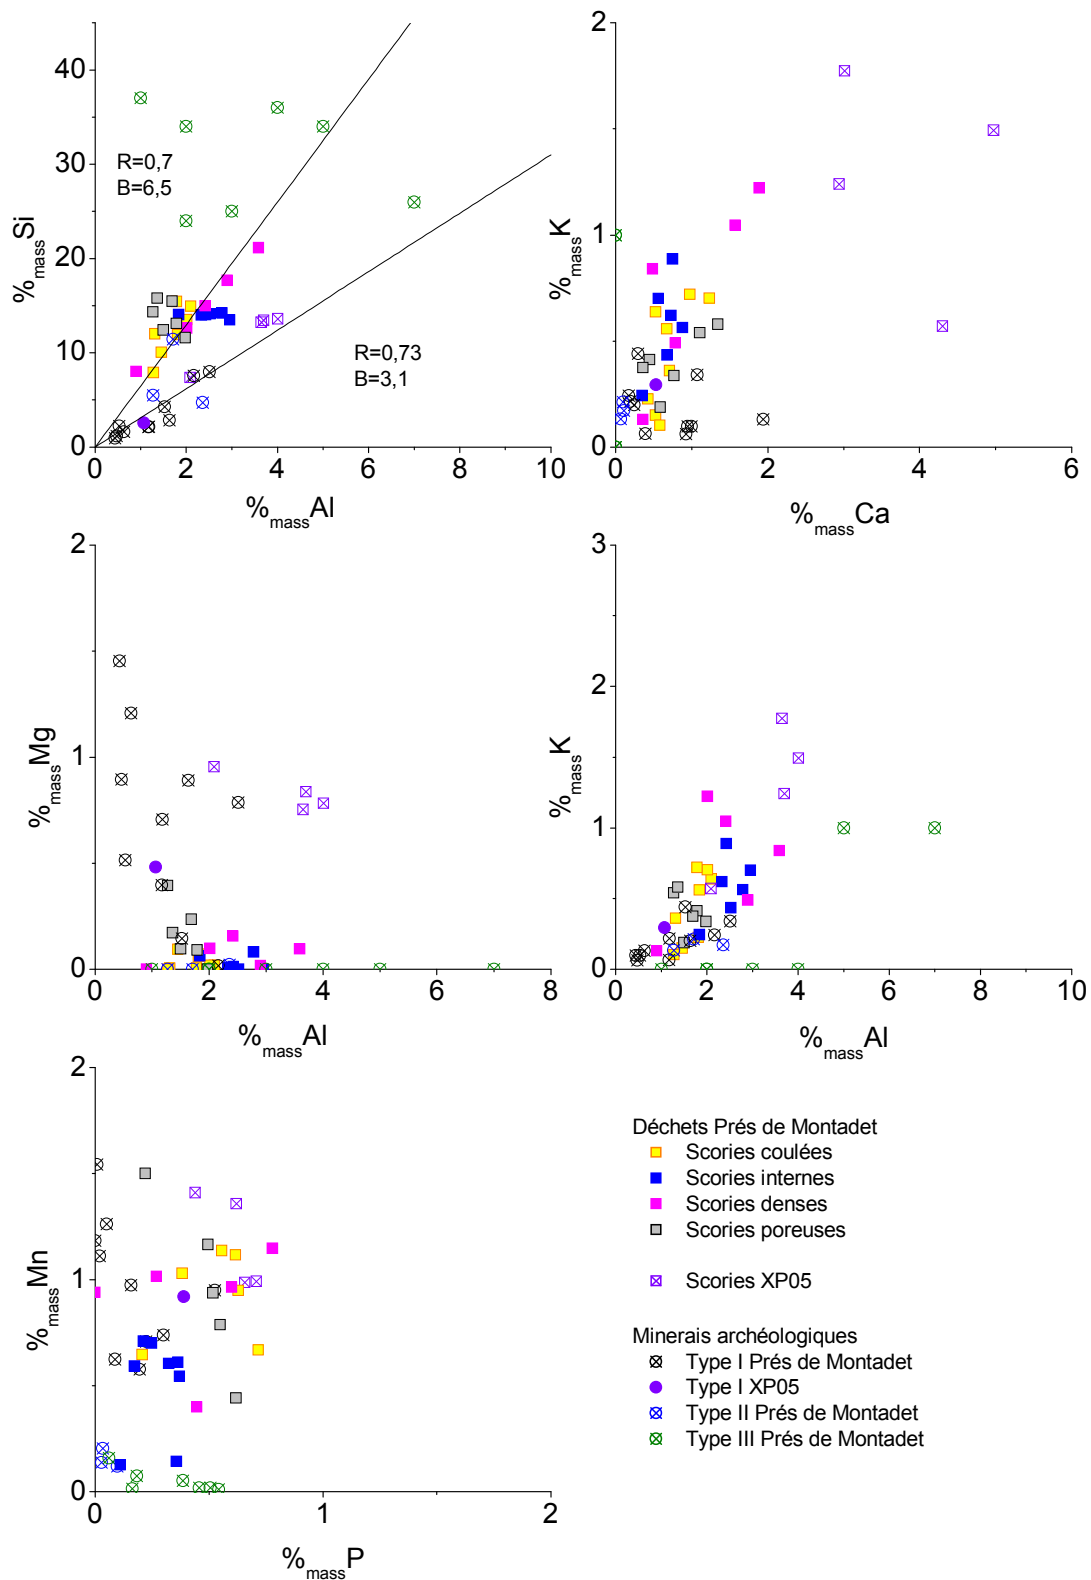 40
30
20
10
0
%massSi
R=0,7
B=6,5
R=0,73
B=3,1
0 2 4 6 8 10
%massAl
2
1
0
%massK
0 2 4 6
%massCa
2
1
0
%massMg
0 2 4 6 8
%massAl
3
2
1
0
%massK
0 2 4 6 8 10
%massAl
2
1
0
%massMn
0 1 2
%massP
Déchets Prés de Montadet
Scories coulées
Scories internes
Scories denses
Scories poreuses
Scories XP05
Minerais archéologiques
Type I Prés de Montadet
Type I XP05
Type II Prés de Montadet
Type III Prés de Montadet